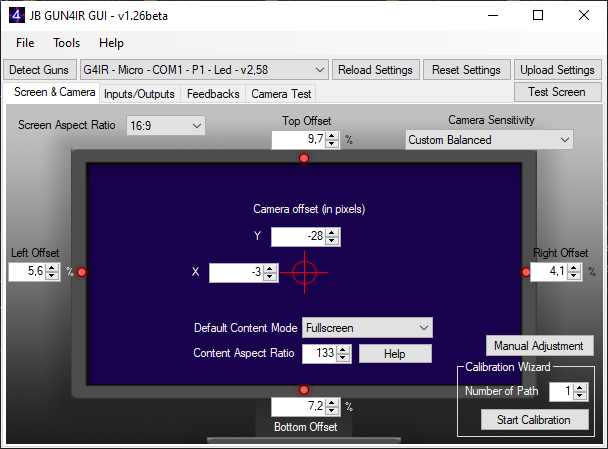 4 JB GUN4IR GUI - v1.26beta
File Tools Help
Detect Guns G4IR - Micro - COM1 - P1 - Led - v2,58 Reload Settings Reset Settings Upload Settings
Screen & Camera Inputs/Outputs Feedbacks Camera Test Test Screen
Screen Aspect Ratio 16:9
Top Offset
9,7 %
Camera Sensitivity
Custom Balanced
Camera offset (in pixels)
Y -28
Left Offset
5,6 %
X -3
Right Offset
4,1 %
Default Content Mode Fullscreen
Content Aspect Ratio 133 Help
Manual Adjustment
Calibration Wizard
Number of Path 1
Start Calibration
7,2 %
Bottom Offset